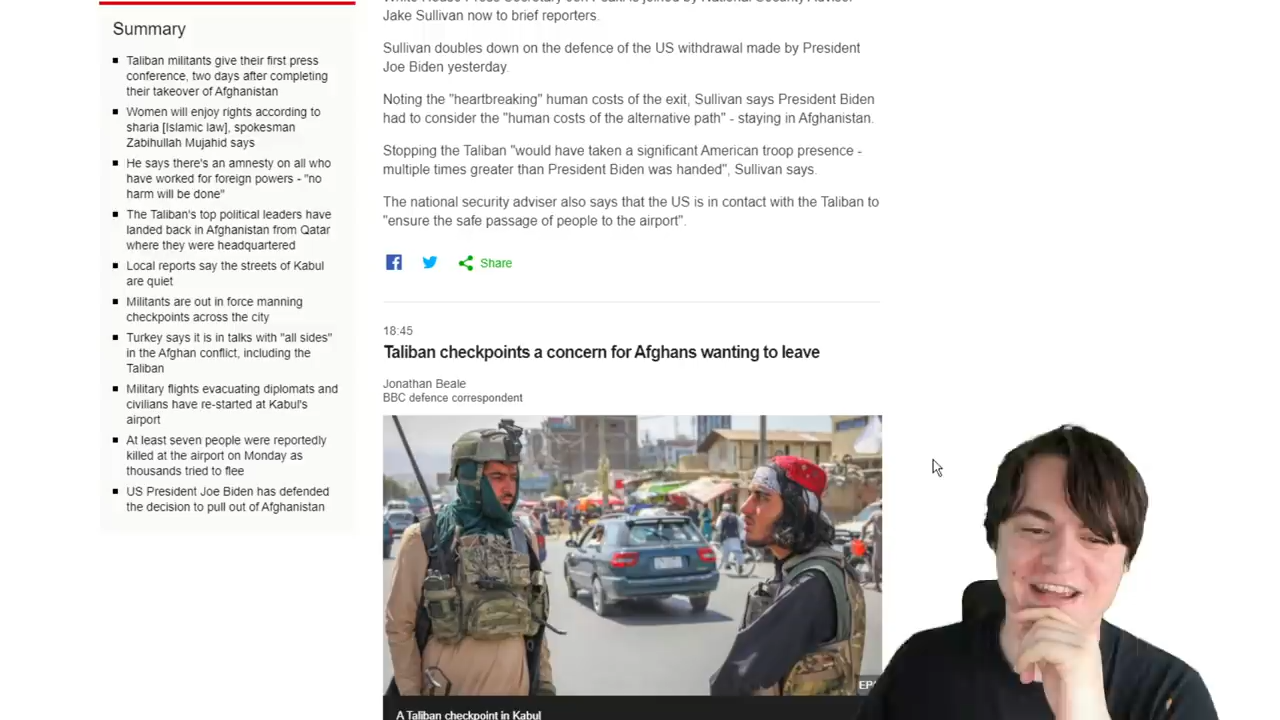 Summary
Taliban militants give their first press
conference, two days after completing
their takeover of Afghanistan
Women will enjoy rights according to
sharia [Islamic law], spokesman
Zabihullah Mujahid says
He says there's an amnesty on all who
have worked for foreign powers - "no
harm will be done"
The Taliban's top political leaders have
landed back in Afghanistan from Qatar
where they were headquartered
Local reports say the streets of Kabul
are quiet
Militants are out in force manning
checkpoints across the city
Turkey says it is in talks with "all sides"
in the Afghan conflict, including the
Taliban
Military flights evacuating diplomats and
civilians have re-started at Kabul's
airport
At least seven people were reportedly
killed at the airport on Monday as
thousands tried to flee
US President Joe Biden has defended
the decision to pull out of Afghanistan
Jake Sullivan now to brief reporters.
Sullivan doubles down on the defence of the US withdrawal made by President
Joe Biden yesterday.
Noting the "heartbreaking" human costs of the exit, Sullivan says President Biden
had to consider the "human costs of the alternative path" - staying in Afghanistan.
Stopping the Taliban "would have taken a significant American troop presence -
multiple times greater than President Biden was handed", Sullivan says.
The national security adviser also says that the US is in contact with the Taliban to
"ensure the safe passage of people to the airport".
Share
18:45
Taliban checkpoints a concern for Afghans wanting to leave
Jonathan Beale
BBC defence correspondent
A Taliban checkpoint in Kabul